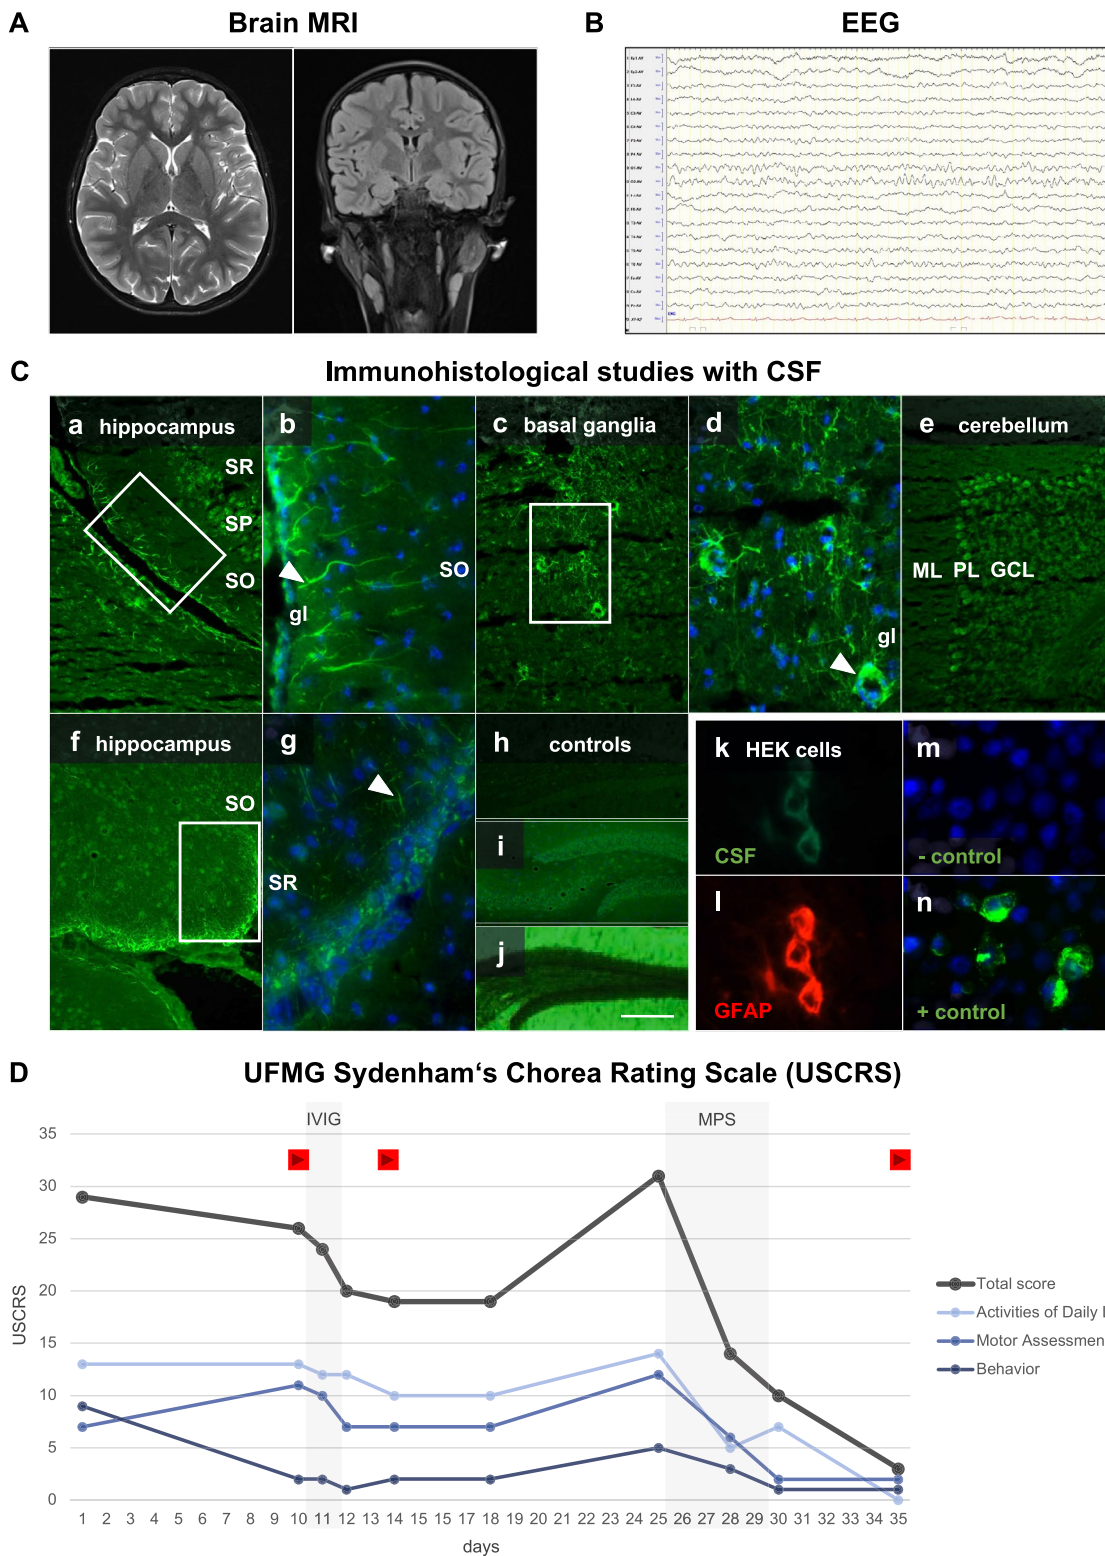 A Brain MRI B EEG
C Immunohistological studies with CSF
a hippocampus b c basal ganglia d e cerebellum
SR
SP
SO SO ML PL GCL
gl gl
f hippocampus g h controls k HEK cells m
SO
i CSF - control
SR
j l n
GFAP + control
D UFMG Sydenham‘s Chorea Rating Scale (USCRS)
IVIG MPS
35
30
25
20
15
10
5
0
USCRS
Total score
Activities of Daily l
Motor Assessmen
Behavior
1 2 3 4 5 6 7 8 9 10 11 12 13 14 15 16 17 18 19 20 21 22 23 24 25 26 27 28 29 30 31 32 33 34 35
days